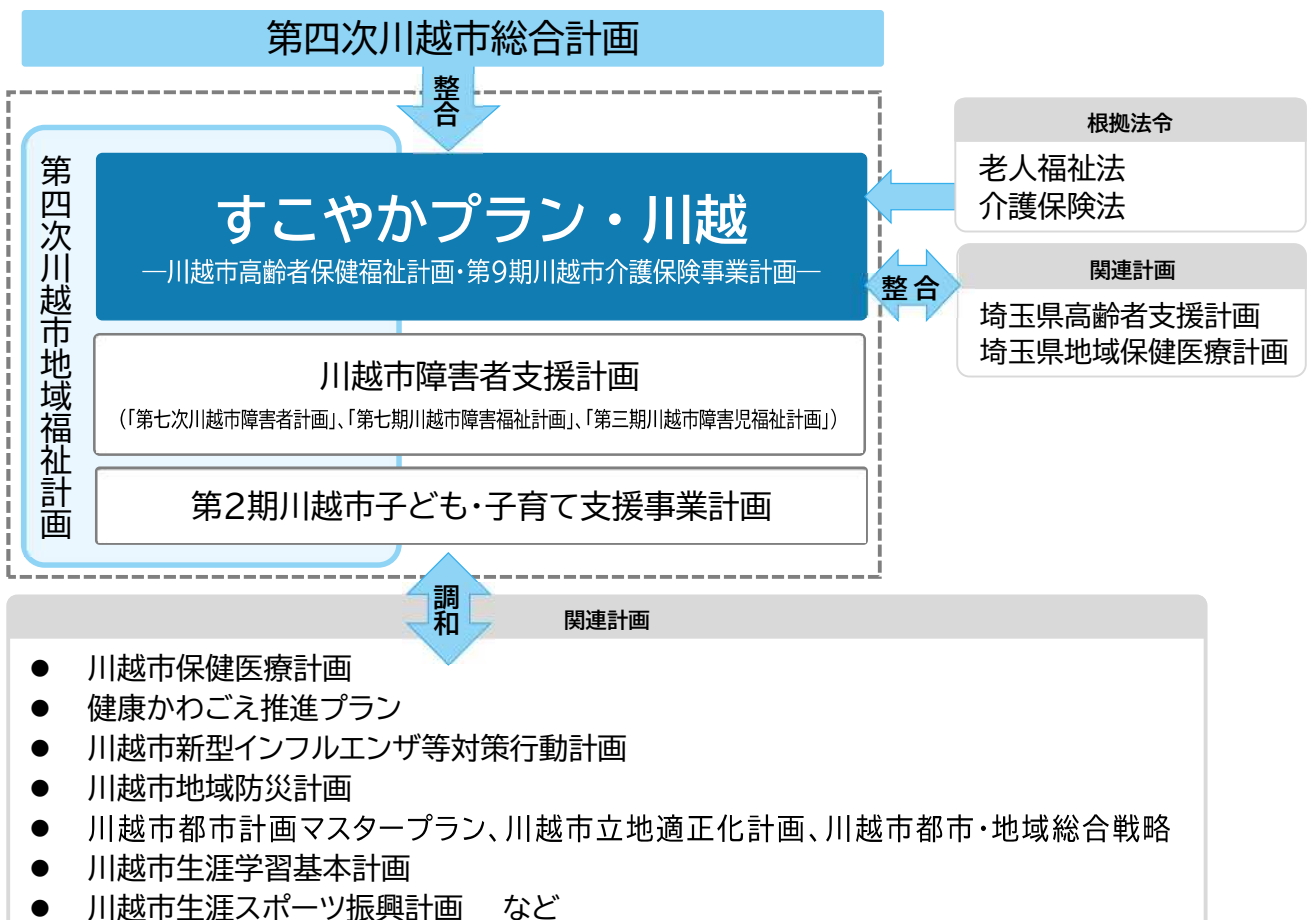 第四次川越市総合計画
整合
第四次川越市地域福祉計画
すこやかプラン・川越
―川越市高齢者保健福祉計画・第9期川越市介護保険事業計画―
川越市障害者支援計画
(「第七次川越市障害者計画」、「第七期川越市障害福祉計画」、「第三期川越市障害児福祉計画」)
第2期川越市子ども・子育て支援事業計画
根拠法令
老人福祉法
介護保険法
整合
関連計画
埼玉県高齢者支援計画
埼玉県地域保健医療計画
調和
関連計画
● 川越市保健医療計画
● 健康かわごえ推進プラン
● 川越市新型インフルエンザ等対策行動計画
● 川越市地域防災計画
● 川越市都市計画マスタープラン、川越市立地適正化計画、川越市都市・地域総合戦略
● 川越市生涯学習基本計画
● 川越市生涯スポーツ振興計画 など